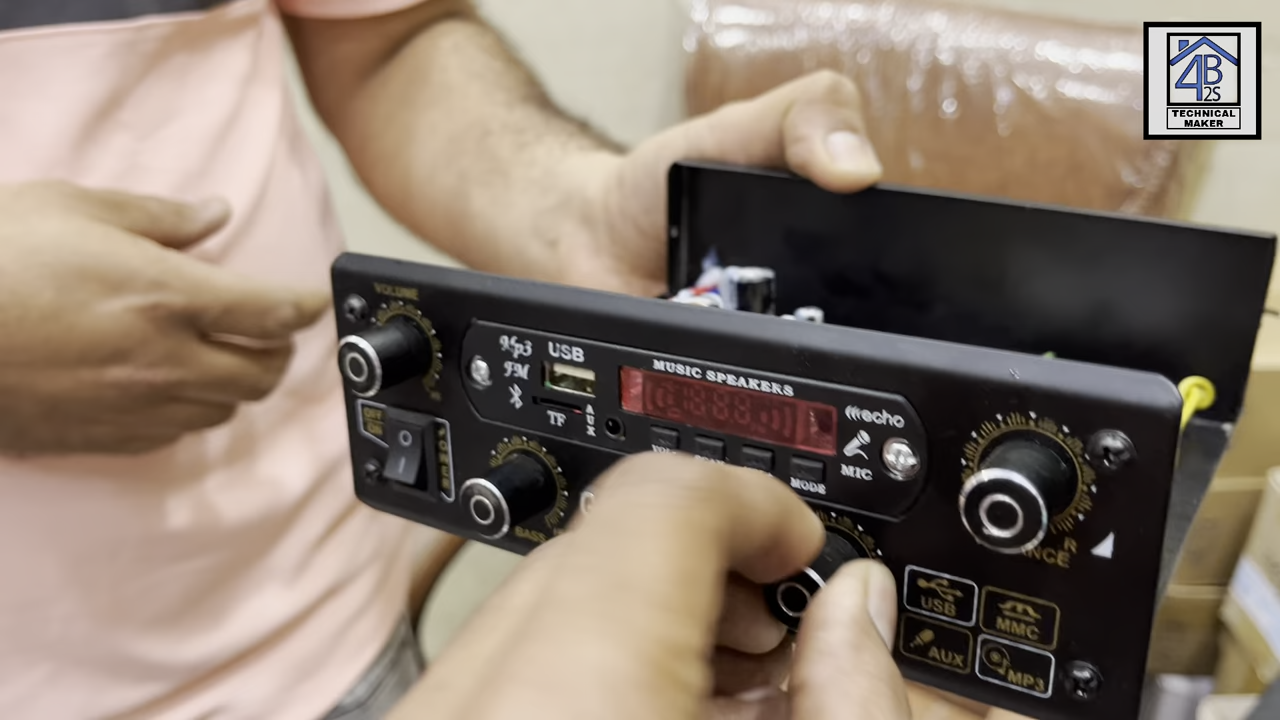 4B
2S
TECHNICAL
MAKER
VOLUME
Mp3
USB
FM
TF
AUX
MUSIC SPEAKERS
echo
MIC
MODE
OFF
ON
BASS
R
USB
MMC
AUX
MP3